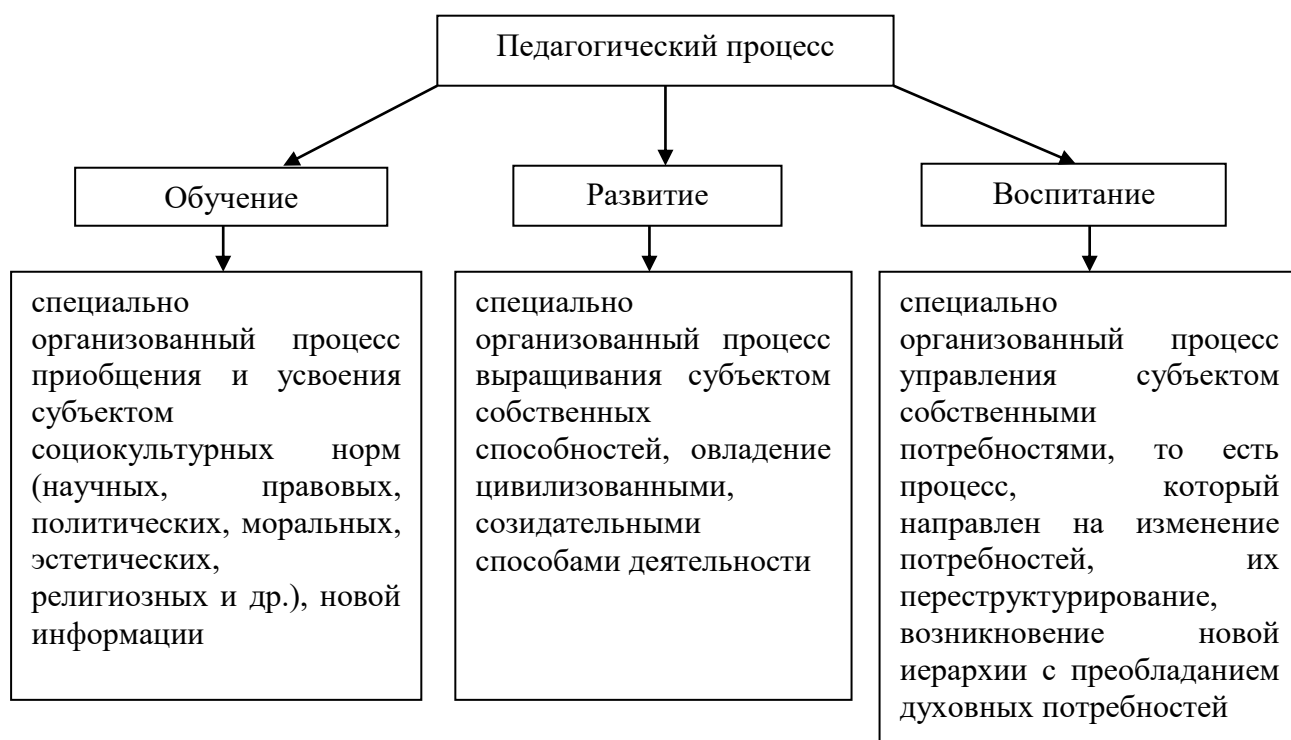 Педагогический процесс
Обучение
Развитие
Воспитание
специально
организованный процесс
приобщения и усвоения
субъектом
социокультурных норм
(научных, правовых,
политических, моральных,
эстетических,
религиозных и др.), новой
информации
специально
организованный процесс
выращивания субъектом
собственных
способностей, овладение
цивилизованными,
созидательными
способами деятельности
специально
организованный процесс
управления субъектом
собственными
потребностями, то есть
процесс, который
направлен на изменение
потребностей, их
переструктурирование,
возникновение новой
иерархии с преобладанием
духовных потребностей